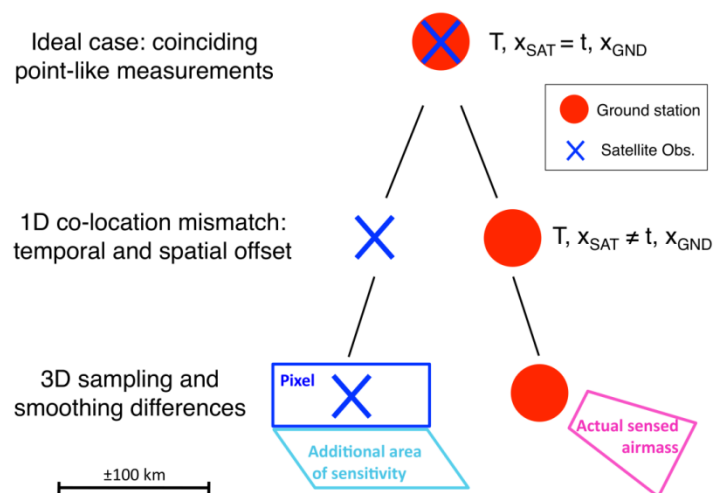 Ideal case: coinciding
point-like measurements
T, xSAT = t, xGND
Ground station
Satellite Obs.
1D co-location mismatch:
temporal and spatial offset
T, xSAT ≠ t, xGND
3D sampling and
smoothing differences
Pixel
Additional area
of sensitivity
Actual sensed
airmass
±100 km